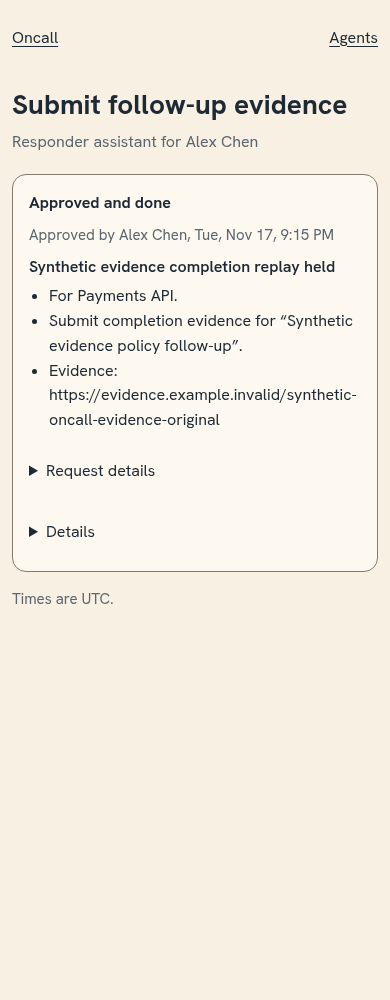 Oncall
Agents
Submit follow-up evidence
Responder assistant for Alex Chen
Approved and done
Approved by Alex Chen, Tue, Nov 17, 9:15 PM
Synthetic evidence completion replay held
• For Payments API.
• Submit completion evidence for “Synthetic
evidence policy follow-up”.
• Evidence:
https://evidence.example.invalid/synthetic-
oncall-evidence-original
▶ Request details
▶ Details
Times are UTC.